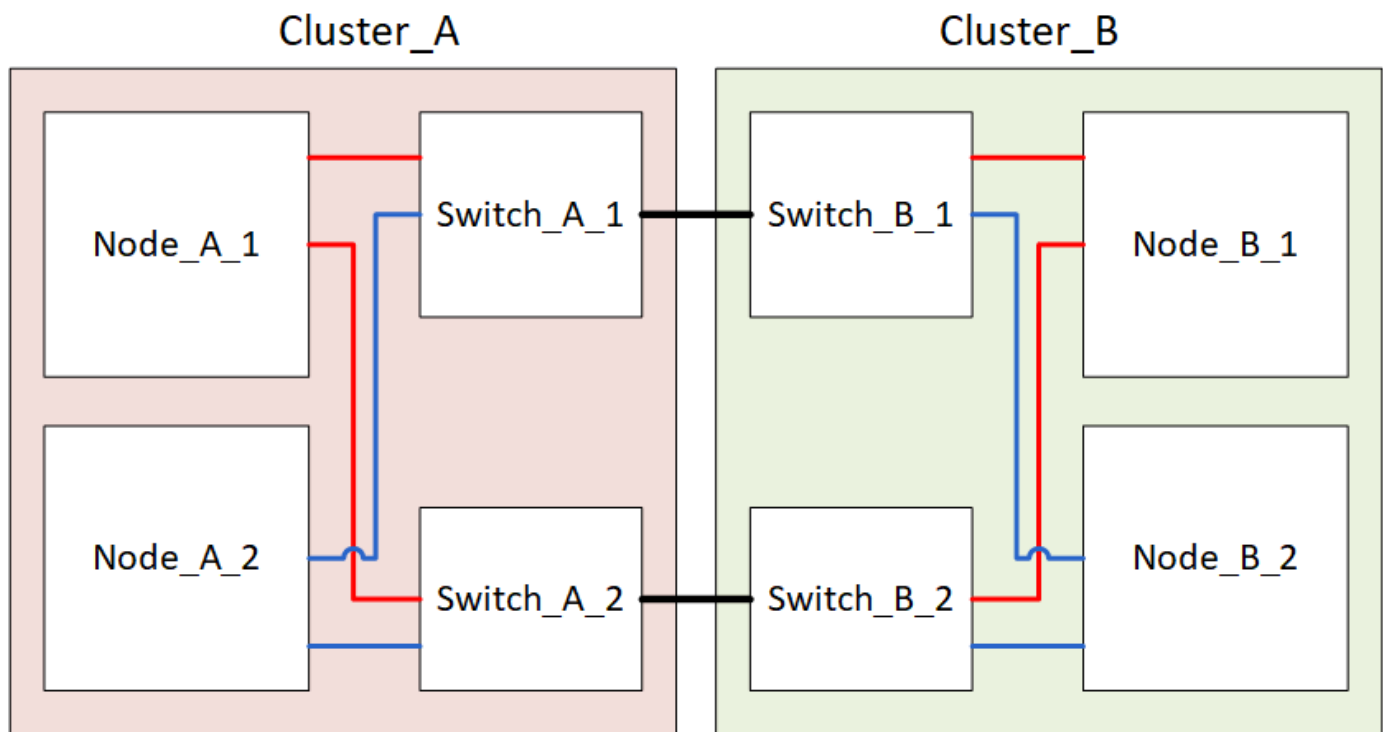 Cluster_A
Cluster_B
Node_A_1
Switch_A_1
Switch_B_1
Node_B_1
Node_A_2
Switch_A_2
Switch_B_2
Node_B_2